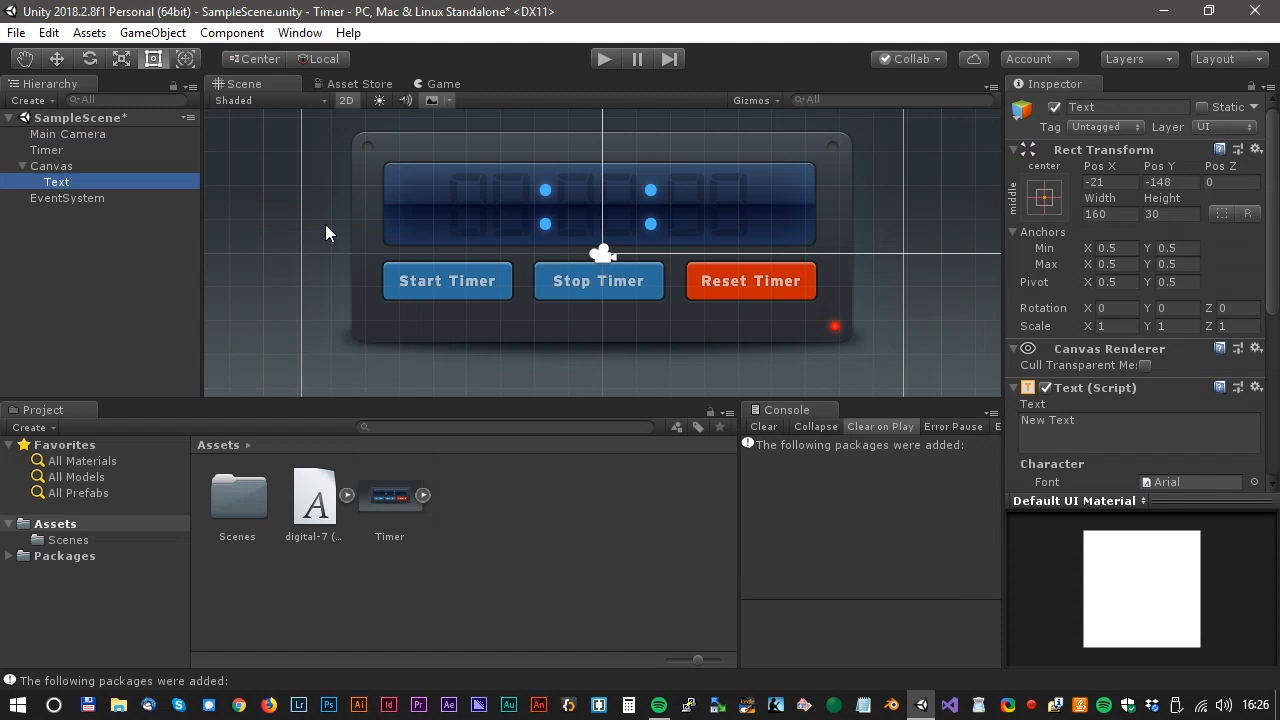 Unity 2018.2.8f1 Personal (64bit) - SampleScene.unity - Timer - PC, Mac & Linux Standalone* <DX11>
File Edit Assets GameObject Component Window Help
Center Local Collab Account Layers Layout
Hierarchy Scene Asset Store Game Inspector
Create All Shaded 2D Gizmos All
Text Static
Tag Untagged Layer UI
SampleScene*
Main Camera
Timer
Canvas
Text
EventSystem
Start Timer Stop Timer Reset Timer
Rect Transform
center Pos X Pos Y Pos Z
middle -21 -148 0
Width Height
160 30 R
Anchors
Min X 0.5 Y 0.5
Max X 0.5 Y 0.5
Pivot X 0.5 Y 0.5
Rotation X 0 Y 0 Z 0
Scale X 1 Y 1 Z 1
Canvas Renderer
Cull Transparent Me:
Text (Script)
Text
New Text
Character
Font Arial
Default UI Material
Project
Create
Favorites
All Materials
All Models
All Prefabs
Assets
Scenes
Packages
Assets
Scenes digital-7 (... Timer
Console
Clear Collapse Clear on Play Error Pause E
The following packages were added:
The following packages were added:
16:26